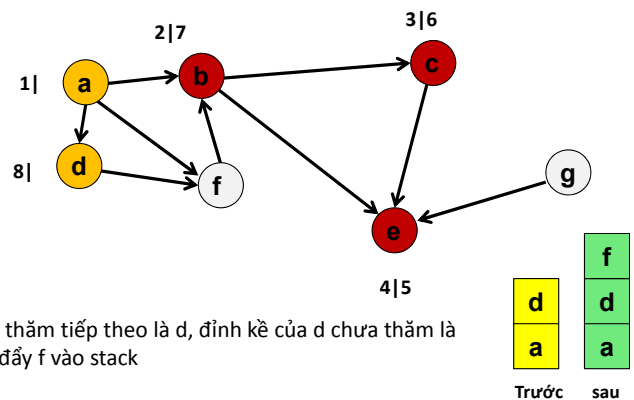 3|6
2|7
c
1|
a
b
8|
d
f
g
e
4|5
f
d
d
a
a
thăm tiếp theo là d, đỉnh kề của d chưa thăm là
đẩy f vào stack
Trước
sau